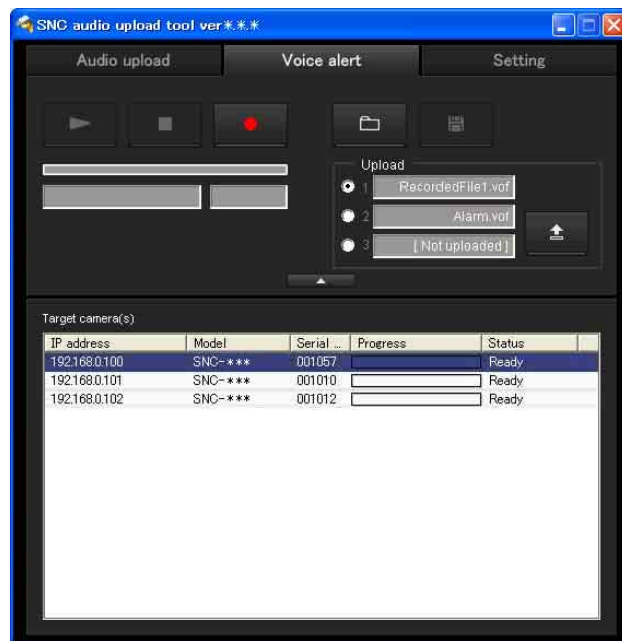 SNC audio upload tool ver*.*.*
Audio upload Voice alert Setting
Upload
1 RecordedFile1.vof
2 Alarm.vof
3 [ Not uploaded ]
Target camera(s)
IP address Model Serial ... Progress Status
192.168.0.100 SNC-*** 001057 Ready
192.168.0.101 SNC-*** 001010 Ready
192.168.0.102 SNC-*** 001012 Ready